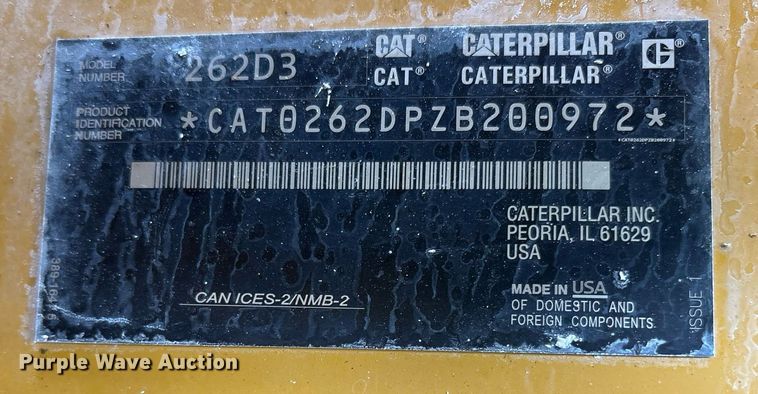 MODEL NUMBER 262D3
CAT® CATERPILLAR®
CAT® CATERPILLAR®
PRODUCT IDENTIFICATION NUMBER *CAT0262DPZB200972*
*CAT0262DPZB200972*
CATERPILLAR INC.
PEORIA, IL 61629
USA
CAN ICES-2/NMB-2
MADE IN USA
OF DOMESTIC AND
FOREIGN COMPONENTS
ISSUE 1
Purple Wave Auction